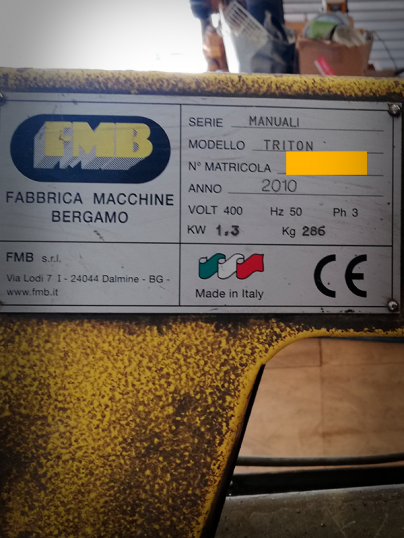 FMB
FABBRICA MACCHINE
BERGAMO
SERIE MANUALI
MODELLO TRITON
N° MATRICOLA
ANNO 2010
VOLT 400 Hz 50 Ph 3
KW 1,3 Kg 286
FMB s.r.l.
Via Lodi 7 I - 24044 Dalmine - BG -
www.fmb.it
Made in Italy
CE